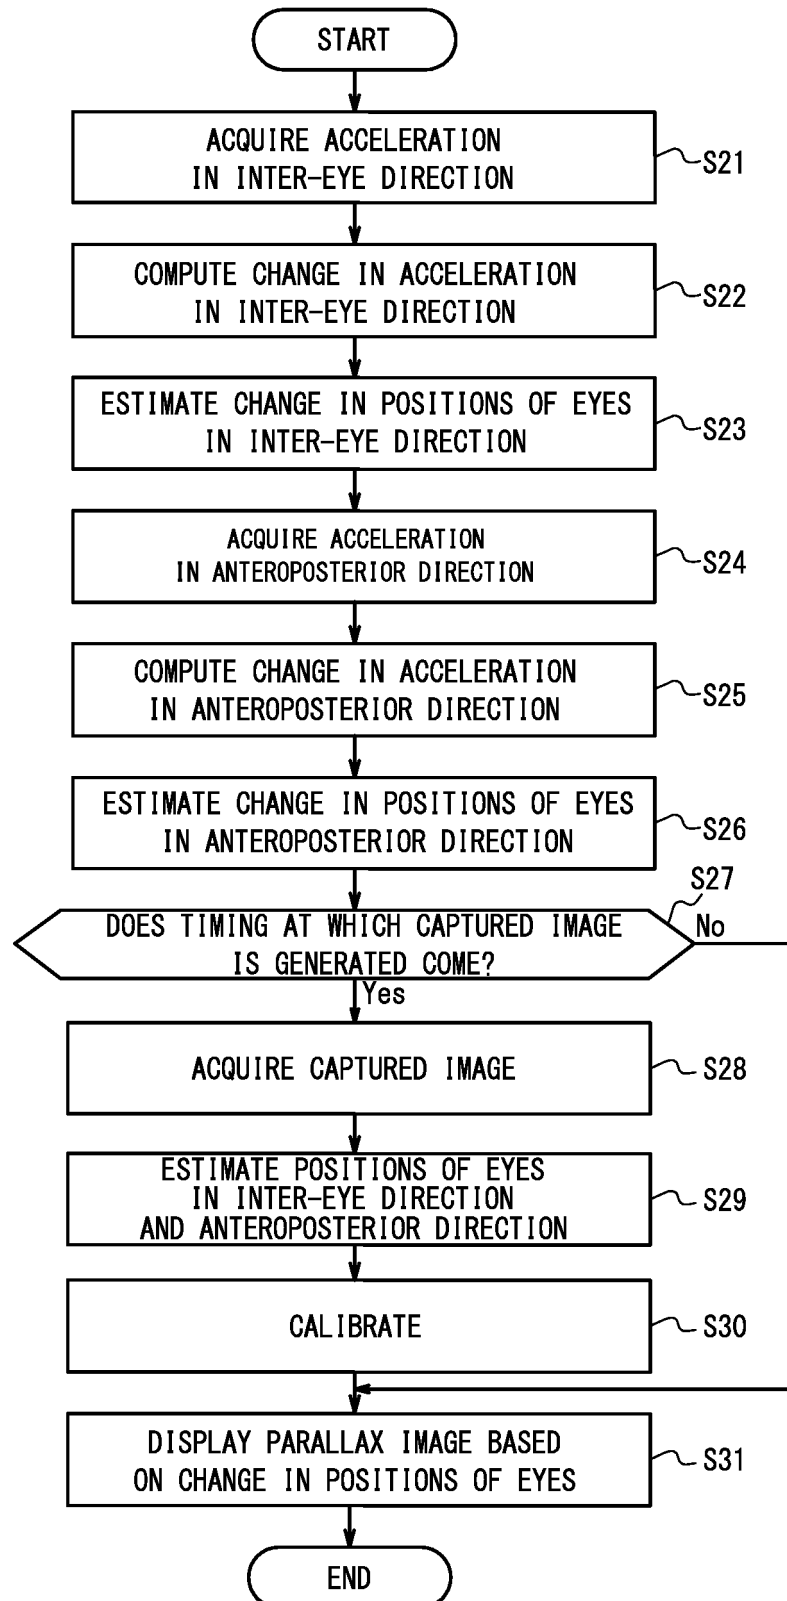 START
ACQUIRE ACCELERATION
IN INTER-EYE DIRECTION
S21
COMPUTE CHANGE IN ACCELERATION
IN INTER-EYE DIRECTION
S22
ESTIMATE CHANGE IN POSITIONS OF EYES
IN INTER-EYE DIRECTION
S23
ACQUIRE ACCELERATION
IN ANTEROPOSTERIOR DIRECTION
S24
COMPUTE CHANGE IN ACCELERATION
IN ANTEROPOSTERIOR DIRECTION
S25
ESTIMATE CHANGE IN POSITIONS OF EYES
IN ANTEROPOSTERIOR DIRECTION
S26
S27
DOES TIMING AT WHICH CAPTURED IMAGE
IS GENERATED COME?
No
Yes
ACQUIRE CAPTURED IMAGE
S28
ESTIMATE POSITIONS OF EYES
IN INTER-EYE DIRECTION
AND ANTEROPOSTERIOR DIRECTION
S29
CALIBRATE
S30
DISPLAY PARALLAX IMAGE BASED
ON CHANGE IN POSITIONS OF EYES
S31
END